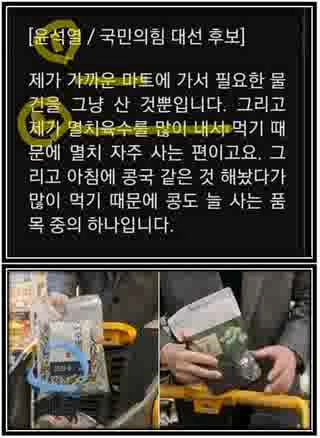 [윤석열 / 국민의힘 대선 후보]
제가 가까운 마트에 가서 필요한 물
건을 그냥 산 것뿐입니다. 그리고
제가 멸치육수를 많이 내서 먹기 때
문에 멸치 자주 사는 편이고요. 그
리고 아침에 콩국 같은 것 해놨다가
많이 먹기 때문에 콩도 늘 사는 품
목 중의 하나입니다.